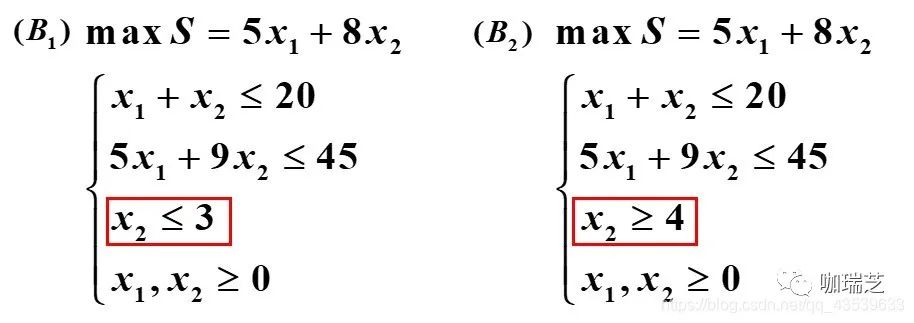 (B₁) max S = 5x₁ + 8x₂
x₁ + x₂ ≤ 20
5x₁ + 9x₂ ≤ 45
x₂ ≤ 3
x₁, x₂ ≥ 0
(B₂) max S = 5x₁ + 8x₂
x₁ + x₂ ≤ 20
5x₁ + 9x₂ ≤ 45
x₂ ≥ 4
x₁, x₂ ≥ 0
咖瑞芝
https://blog.csdn.net/qq_43539633